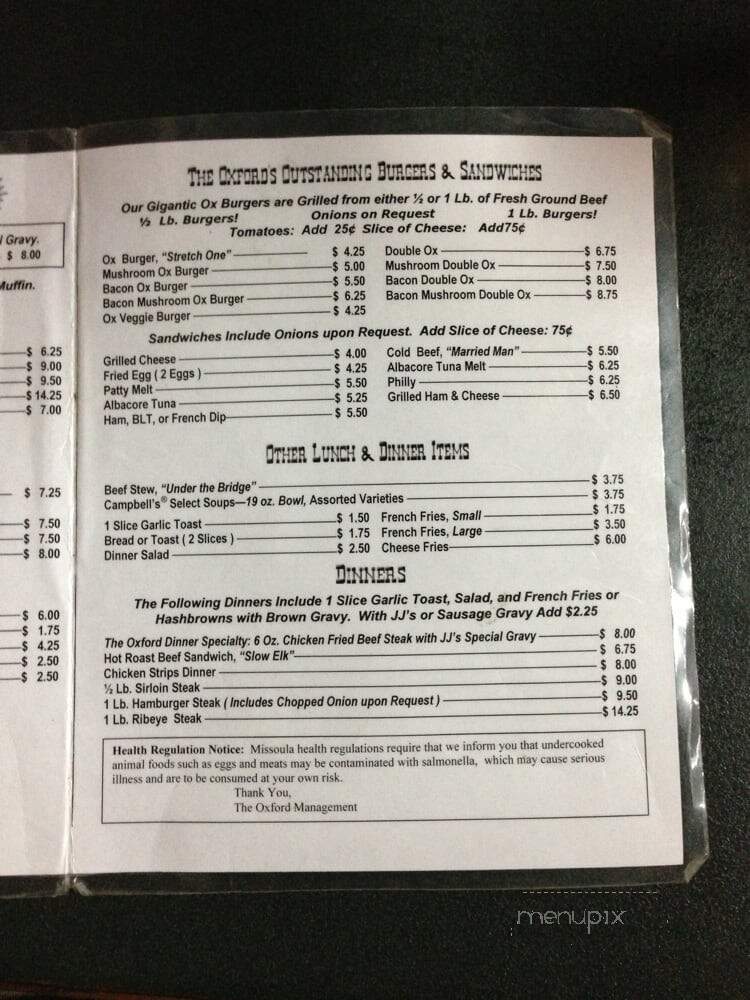 l Gravy.
$ 8.00
Muffin.
$ 6.25
$ 9.00
$ 9.50
$ 14.25
$ 7.00
$ 7.25
$ 7.50
$ 7.50
$ 8.00
$ 6.00
$ 1.75
$ 4.25
$ 2.50
$ 2.50
THE OXFORD'S OUTSTANDING BURGERS & SANDWICHES
Our Gigantic Ox Burgers are Grilled from either ½ or 1 Lb. of Fresh Ground Beef
½ Lb. Burgers! Onions on Request 1 Lb. Burgers!
Tomatoes: Add 25¢ Slice of Cheese: Add75¢
Ox Burger, "Stretch One" $ 4.25
Mushroom Ox Burger $ 5.00
Bacon Ox Burger $ 5.50
Bacon Mushroom Ox Burger $ 6.25
Ox Veggie Burger $ 4.25
Double Ox $ 6.75
Mushroom Double Ox $ 7.50
Bacon Double Ox $ 8.00
Bacon Mushroom Double Ox $ 8.75
Sandwiches Include Onions upon Request. Add Slice of Cheese: 75¢
Grilled Cheese $ 4.00
Fried Egg ( 2 Eggs ) $ 4.25
Patty Melt $ 5.50
Albacore Tuna $ 5.25
Ham, BLT, or French Dip $ 5.50
Cold Beef, "Married Man" $ 5.50
Albacore Tuna Melt $ 6.25
Philly $ 6.25
Grilled Ham & Cheese $ 6.50
OTHER LUNCH & DINNER ITEMS
Beef Stew, "Under the Bridge" $ 3.75
Campbell's® Select Soups—19 oz. Bowl, Assorted Varieties $ 3.75
1 Slice Garlic Toast $ 1.50
Bread or Toast ( 2 Slices ) $ 1.75
Dinner Salad $ 2.50
French Fries, Small $ 1.75
French Fries, Large $ 3.50
Cheese Fries $ 6.00
DINNERS
The Following Dinners Include 1 Slice Garlic Toast, Salad, and French Fries or
Hashbrowns with Brown Gravy. With JJ's or Sausage Gravy Add $2.25
The Oxford Dinner Specialty: 6 Oz. Chicken Fried Beef Steak with JJ's Special Gravy $ 8.00
Hot Roast Beef Sandwich, "Slow Elk" $ 6.75
Chicken Strips Dinner $ 8.00
½ Lb. Sirloin Steak $ 9.00
1 Lb. Hamburger Steak ( Includes Chopped Onion upon Request ) $ 9.50
1 Lb. Ribeye Steak $ 14.25
Health Regulation Notice: Missoula health regulations require that we inform you that undercooked
animal foods such as eggs and meats may be contaminated with salmonella, which may cause serious
illness and are to be consumed at your own risk.
Thank You,
The Oxford Management
menupix